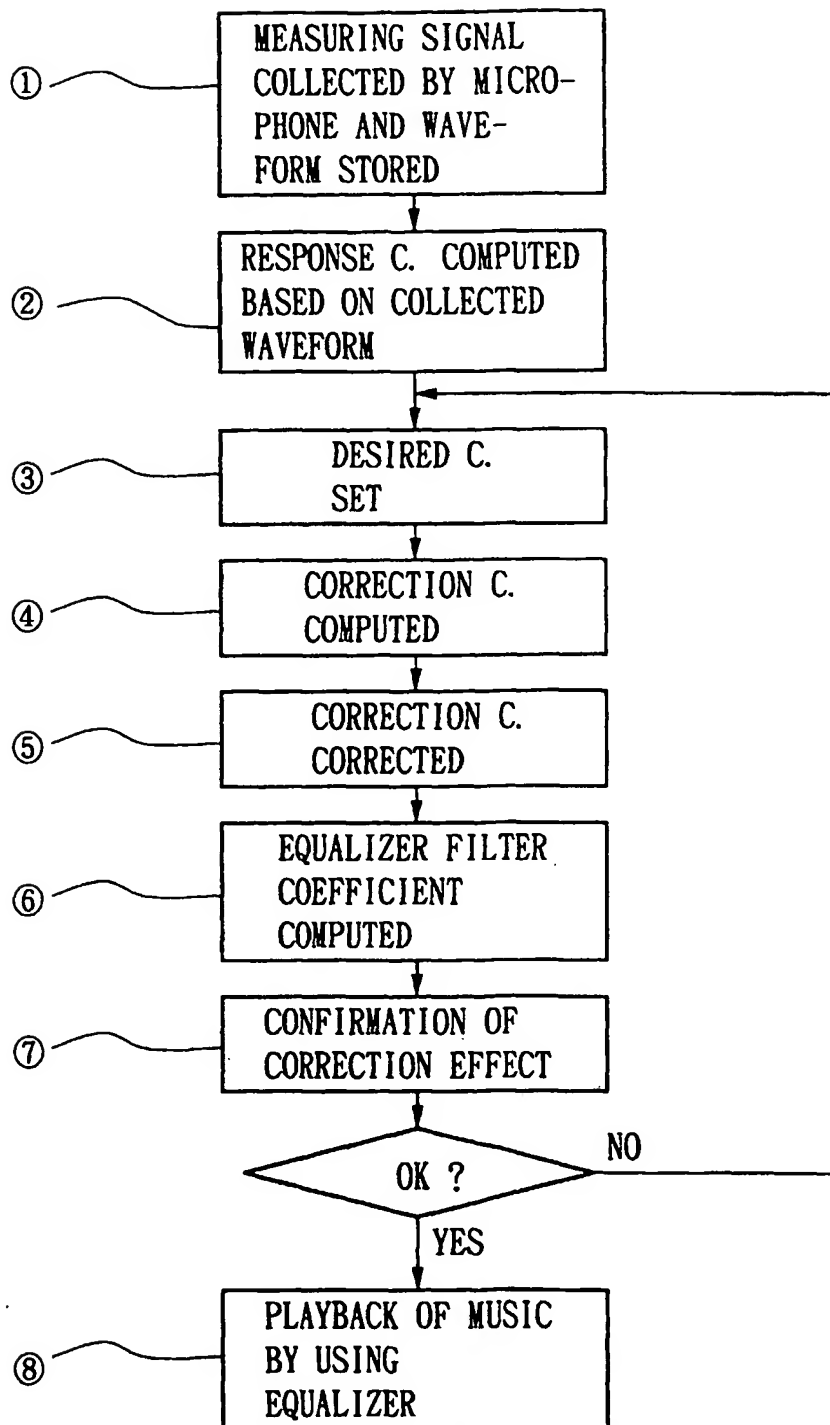 ①
MEASURING SIGNAL
COLLECTED BY MICRO-
PHONE AND WAVE-
FORM STORED
②
RESPONSE C. COMPUTED
BASED ON COLLECTED
WAVEFORM
③
DESIRED C.
SET
④
CORRECTION C.
COMPUTED
⑤
CORRECTION C.
CORRECTED
⑥
EQUALIZER FILTER
COEFFICIENT
COMPUTED
⑦
CONFIRMATION OF
CORRECTION EFFECT
OK ?
NO
YES
⑧
PLAYBACK OF MUSIC
BY USING
EQUALIZER